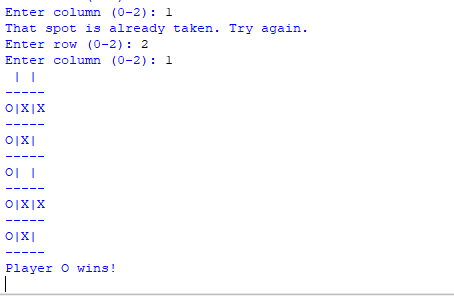 Enter column (0-2): 1
That spot is already taken. Try again.
Enter row (0-2): 2
Enter column (0-2): 1
 | | 
-----
O|X|X
-----
O|X| 
-----
O| | 
-----
O|X|X
-----
O|X| 
-----
Player O wins!